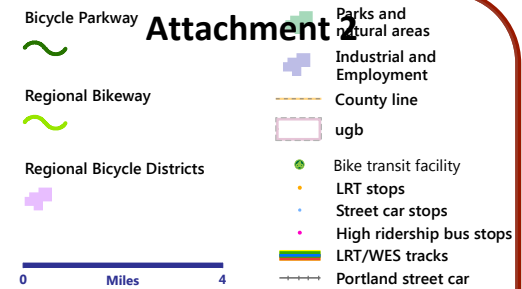 Attachment 2
Bicycle Parkway
Regional Bikeway
Regional Bicycle Districts
0 Miles 4
Parks and
natural areas
Industrial and
Employment
County line
ugb
Bike transit facility
LRT stops
Street car stops
High ridership bus stops
LRT/WES tracks
Portland street car